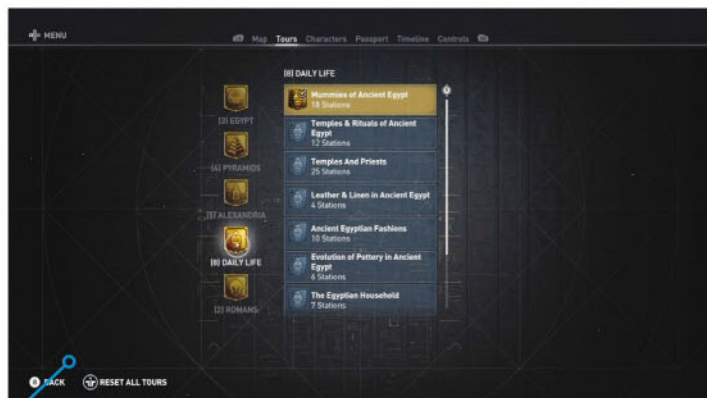 MENU
Map Tours Characters Passport Timeline Controls
[8] DAILY LIFE
Mummies of Ancient Egypt
18 Stations
Temples & Rituals of Ancient
Egypt
12 Stations
Temples And Priests
25 Stations
Leather & Linen in Ancient Egypt
4 Stations
Ancient Egyptian Fashions
10 Stations
Evolution of Pottery in Ancient
Egypt
6 Stations
The Egyptian Household
7 Stations
[3] EGYPT
[4] PYRAMIDS
ALEXANDRIA
[8] DAILY LIFE
[2] ROMANS
BACK
RESET ALL TOURS